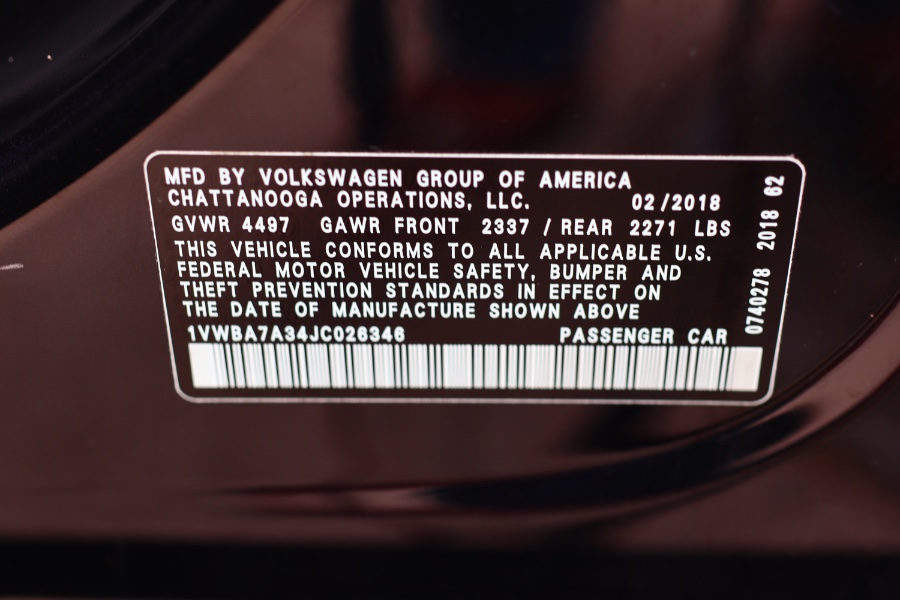 MFD BY VOLKSWAGEN GROUP OF AMERICA
CHATTANOOGA OPERATIONS, LLC. 02/2018
GVWR 4497 GAWR FRONT 2337 / REAR 2271 LBS
THIS VEHICLE CONFORMS TO ALL APPLICABLE U.S.
FEDERAL MOTOR VEHICLE SAFETY, BUMPER AND
THEFT PREVENTION STANDARDS IN EFFECT ON
THE DATE OF MANUFACTURE SHOWN ABOVE
1VWBA7A34JC026346 PASSENGER CAR
0740278 2018 62